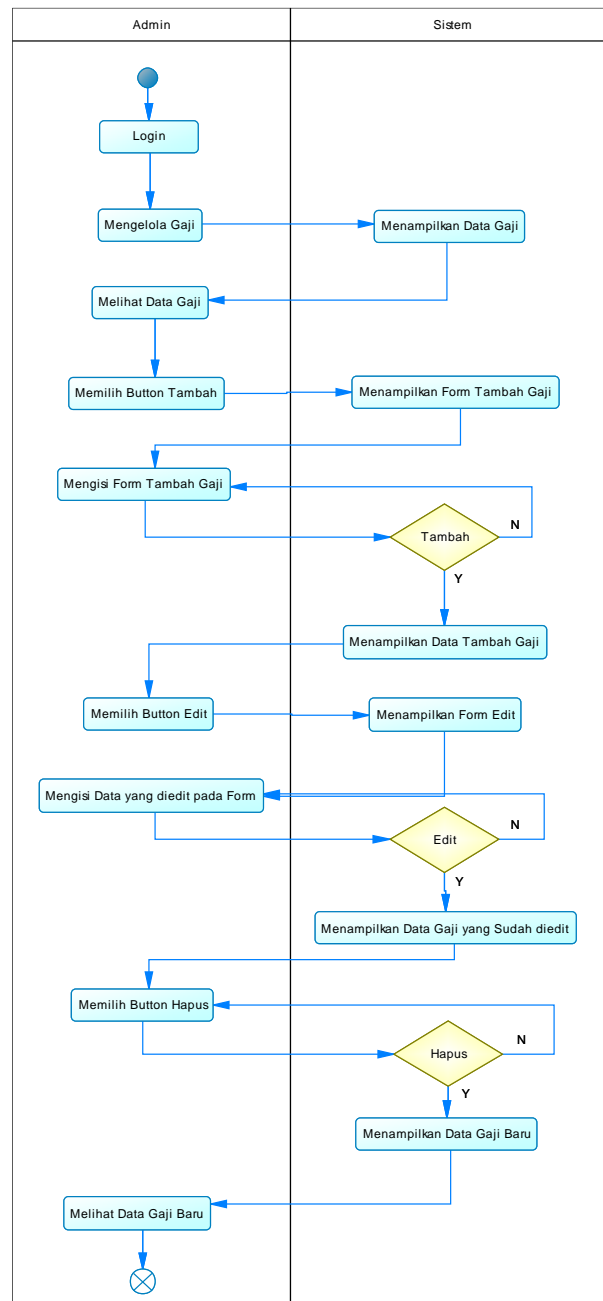 Admin
Sistem
Login
Mengelola Gaji
Menampilkan Data Gaji
Melihat Data Gaji
Memilih Button Tambah
Menampilkan Form Tambah Gaji
Mengisi Form Tambah Gaji
N
Tambah
Y
Menampilkan Data Tambah Gaji
Memilih Button Edit
Menampilkan Form Edit
Mengisi Data yang diedit pada Form
N
Edit
Y
Menampilkan Data Gaji yang Sudah diedit
Memilih Button Hapus
N
Hapus
Y
Menampilkan Data Gaji Baru
Melihat Data Gaji Baru